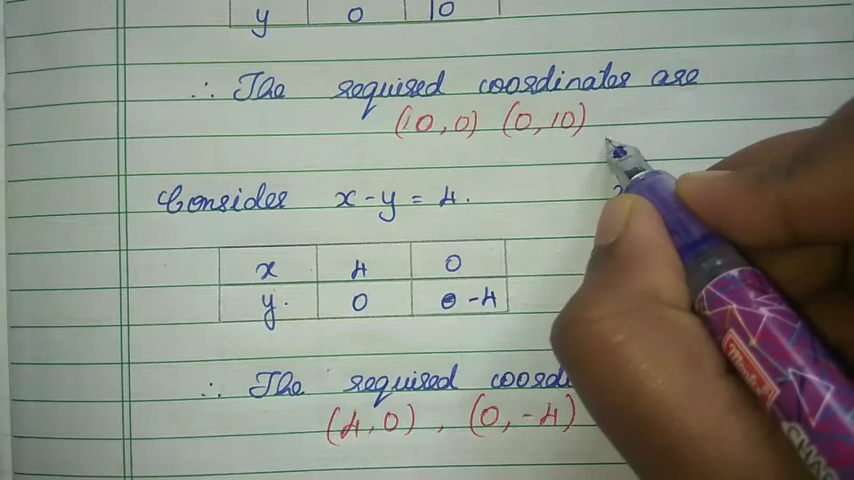 y 0 10
∴ The required coordinates are
(10,0) (0,10)
Consider x-y = 4.
x 4 0
y. 0 -4
∴ The required
(4,0), (0,-4)